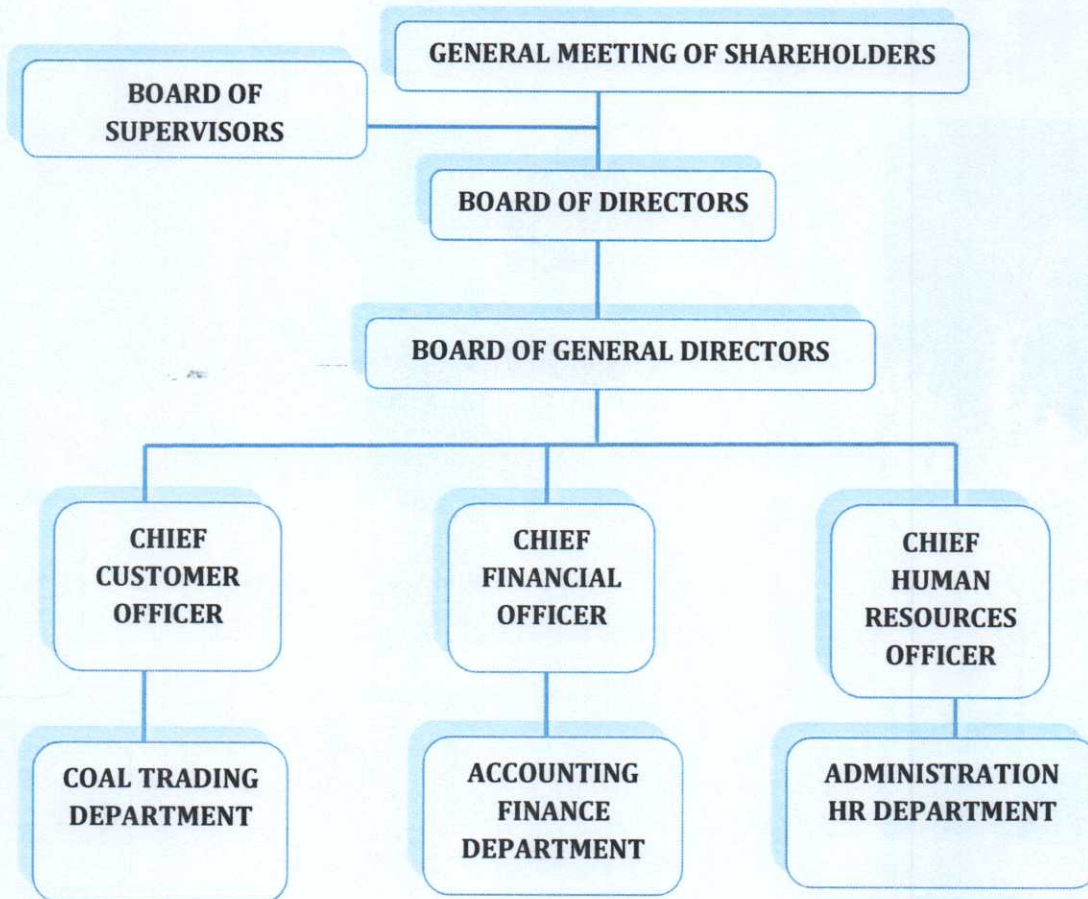 GENERAL MEETING OF SHAREHOLDERS
BOARD OF
SUPERVISORS
BOARD OF DIRECTORS
BOARD OF GENERAL DIRECTORS
CHIEF
CUSTOMER
OFFICER
CHIEF
FINANCIAL
OFFICER
CHIEF
HUMAN
RESOURCES
OFFICER
COAL TRADING
DEPARTMENT
ACCOUNTING
FINANCE
DEPARTMENT
ADMINISTRATION
HR DEPARTMENT